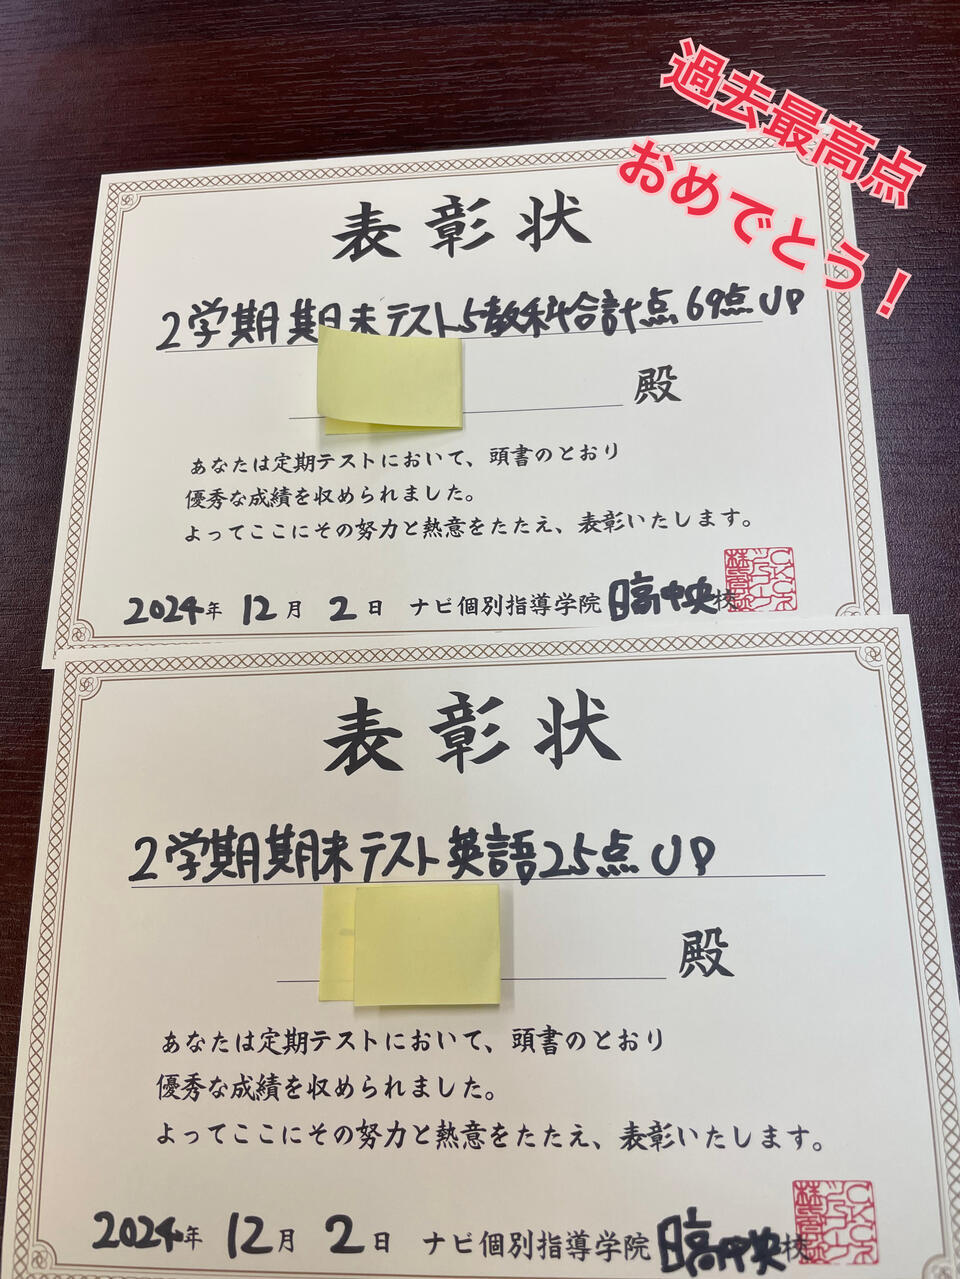 過去最高点
おめでとう！
表彰状
2学期期末テスト5教科合計点69点UP
殿
あなたは定期テストにおいて、頭書のとおり
優秀な成績を収められました。
よってここにその努力と熱意をたたえ、表彰いたします。
2024年 12月 2日 ナビ個別指導学院 日高中央校
表彰状
2学期期末テスト英語25点UP
殿
あなたは定期テストにおいて、頭書のとおり
優秀な成績を収められました。
よってここにその努力と熱意をたたえ、表彰いたします。
2024年 12月 2日 ナビ個別指導学院 日高中央校